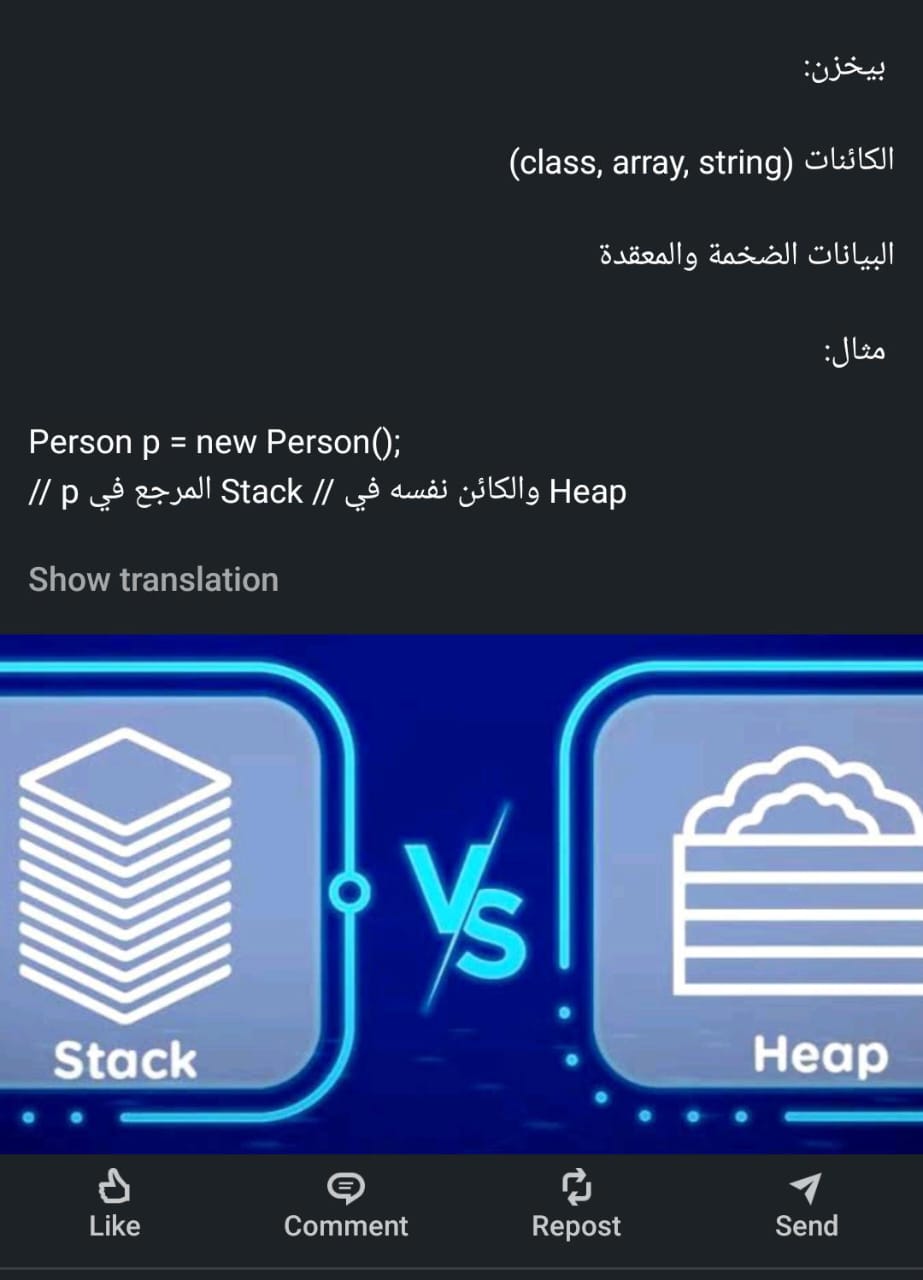 بيخزن:
الكائنات (class, array, string)
البيانات الضخمة والمعقدة
مثال:
Person p = new Person();
// p المرجع في Stack // والكائن نفسه في Heap
Show translation
VS
Stack
Heap
Like
Comment
Repost
Send